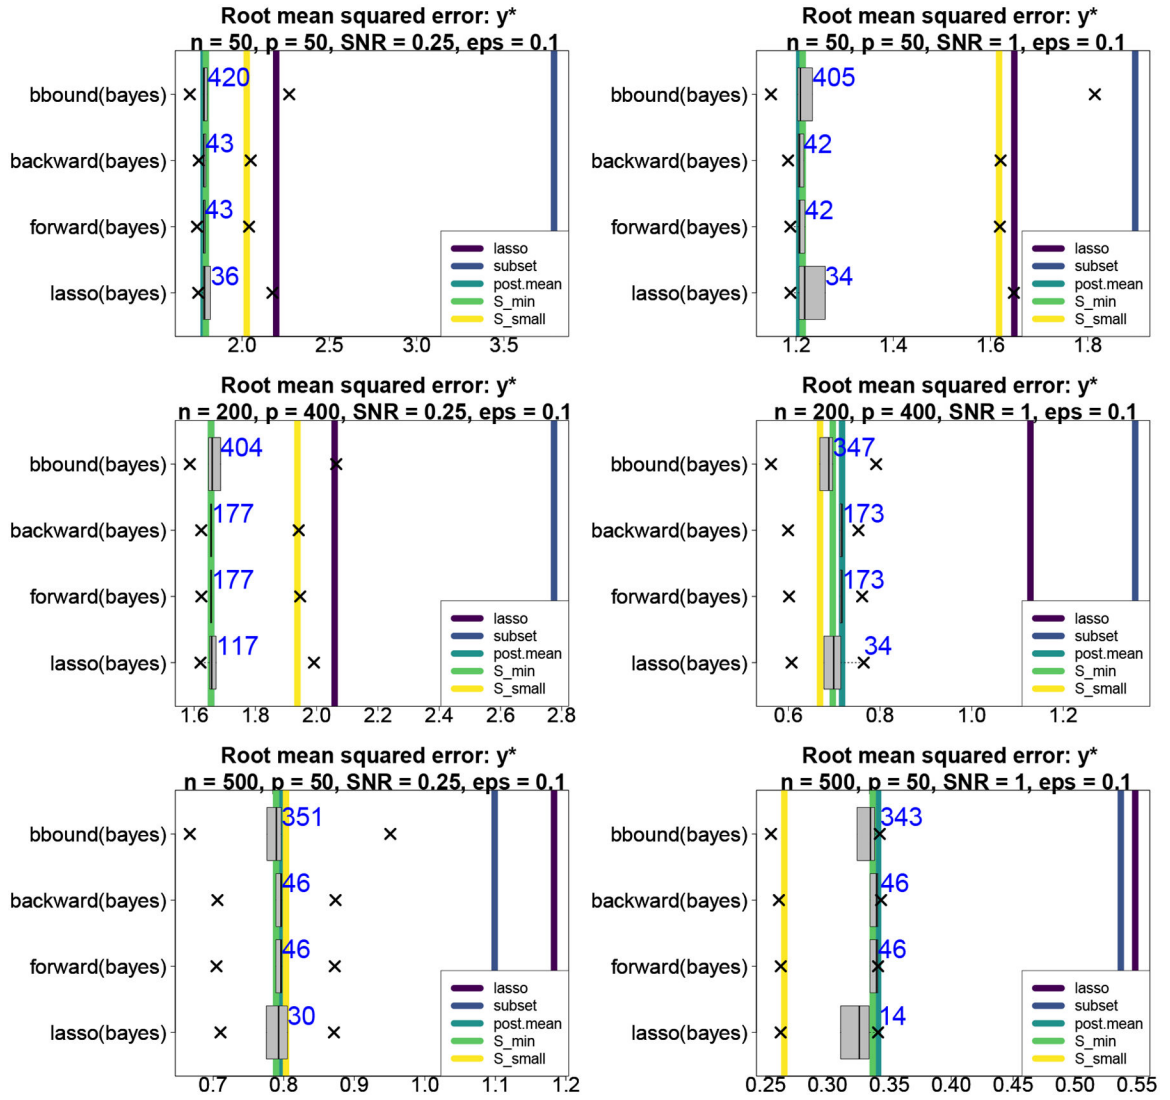 Root mean squared error: y*
n = 50, p = 50, SNR = 0.25, eps = 0.1
bbound(bayes)
420
backward(bayes)
43
forward(bayes)
43
lasso(bayes)
36
lasso
subset
post.mean
S_min
S_small
2.0 2.5 3.0 3.5
Root mean squared error: y*
n = 50, p = 50, SNR = 1, eps = 0.1
bbound(bayes)
405
backward(bayes)
42
forward(bayes)
42
lasso(bayes)
34
lasso
subset
post.mean
S_min
S_small
1.2 1.4 1.6 1.8
Root mean squared error: y*
n = 200, p = 400, SNR = 0.25, eps = 0.1
bbound(bayes)
404
backward(bayes)
177
forward(bayes)
177
lasso(bayes)
117
lasso
subset
post.mean
S_min
S_small
1.6 1.8 2.0 2.2 2.4 2.6 2.8
Root mean squared error: y*
n = 200, p = 400, SNR = 1, eps = 0.1
bbound(bayes)
347
backward(bayes)
173
forward(bayes)
173
lasso(bayes)
34
lasso
subset
post.mean
S_min
S_small
0.6 0.8 1.0 1.2
Root mean squared error: y*
n = 500, p = 50, SNR = 0.25, eps = 0.1
bbound(bayes)
351
backward(bayes)
46
forward(bayes)
46
lasso(bayes)
30
lasso
subset
post.mean
S_min
S_small
0.7 0.8 0.9 1.0 1.1 1.2
Root mean squared error: y*
n = 500, p = 50, SNR = 1, eps = 0.1
bbound(bayes)
343
backward(bayes)
46
forward(bayes)
46
lasso(bayes)
14
lasso
subset
post.mean
S_min
S_small
0.25 0.30 0.35 0.40 0.45 0.50 0.55